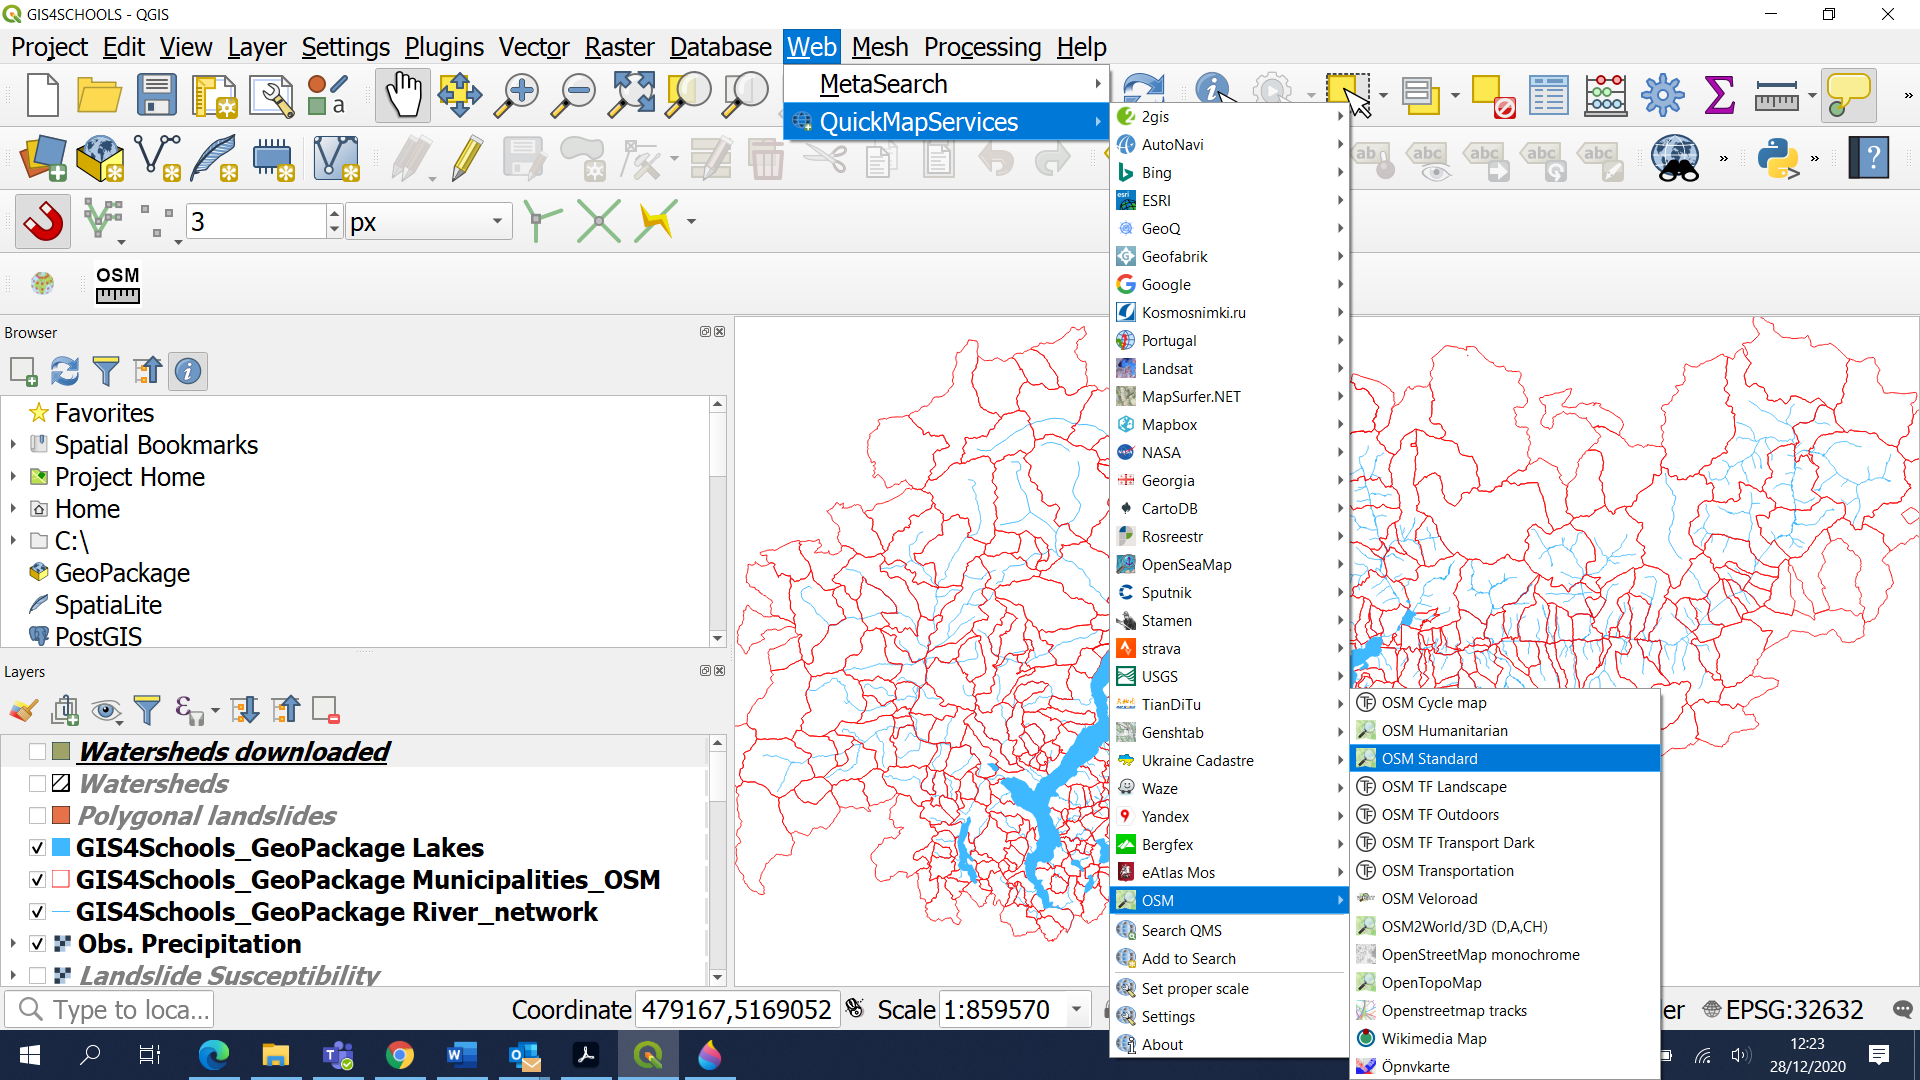 GIS4SCHOOLS - QGIS
Project Edit View Layer Settings Plugins Vector Raster Database Web Mesh Processing Help
MetaSearch
QuickMapServices
a
»
abc abc abc abc abc » » ?
3 px
OSM
Browser
Favorites
Spatial Bookmarks
Project Home
Home
C:\
GeoPackage
SpatiaLite
PostGIS
Layers
Watersheds downloaded
Watersheds
Polygonal landslides
GIS4Schools_GeoPackage Lakes
GIS4Schools_GeoPackage Municipalities_OSM
GIS4Schools_GeoPackage River_network
Obs. Precipitation
Landslide Susceptibility
2gis
AutoNavi
Bing
ESRI
GeoQ
Geofabrik
Google
Kosmosnimki.ru
Portugal
Landsat
MapSurfer.NET
Mapbox
NASA
Georgia
CartoDB
Rosreestr
OpenSeaMap
Sputnik
Stamen
strava
USGS
TianDiTu
Genshtab
Ukraine Cadastre
Waze
Yandex
Bergfex
eAtlas Mos
OSM
Search QMS
Add to Search
Set proper scale
Settings
About
OSM Cycle map
OSM Humanitarian
OSM Standard
OSM TF Landscape
OSM TF Outdoors
OSM TF Transport Dark
OSM Transportation
OSM Veloroad
OSM2World/3D (D,A,CH)
OpenStreetMap monochrome
OpenTopoMap
Openstreetmap tracks
Wikimedia Map
Öpnvkarte
Type to loca... Coordinate 479167,5169052 Scale 1:859570 er EPSG:32632
12:23
28/12/2020